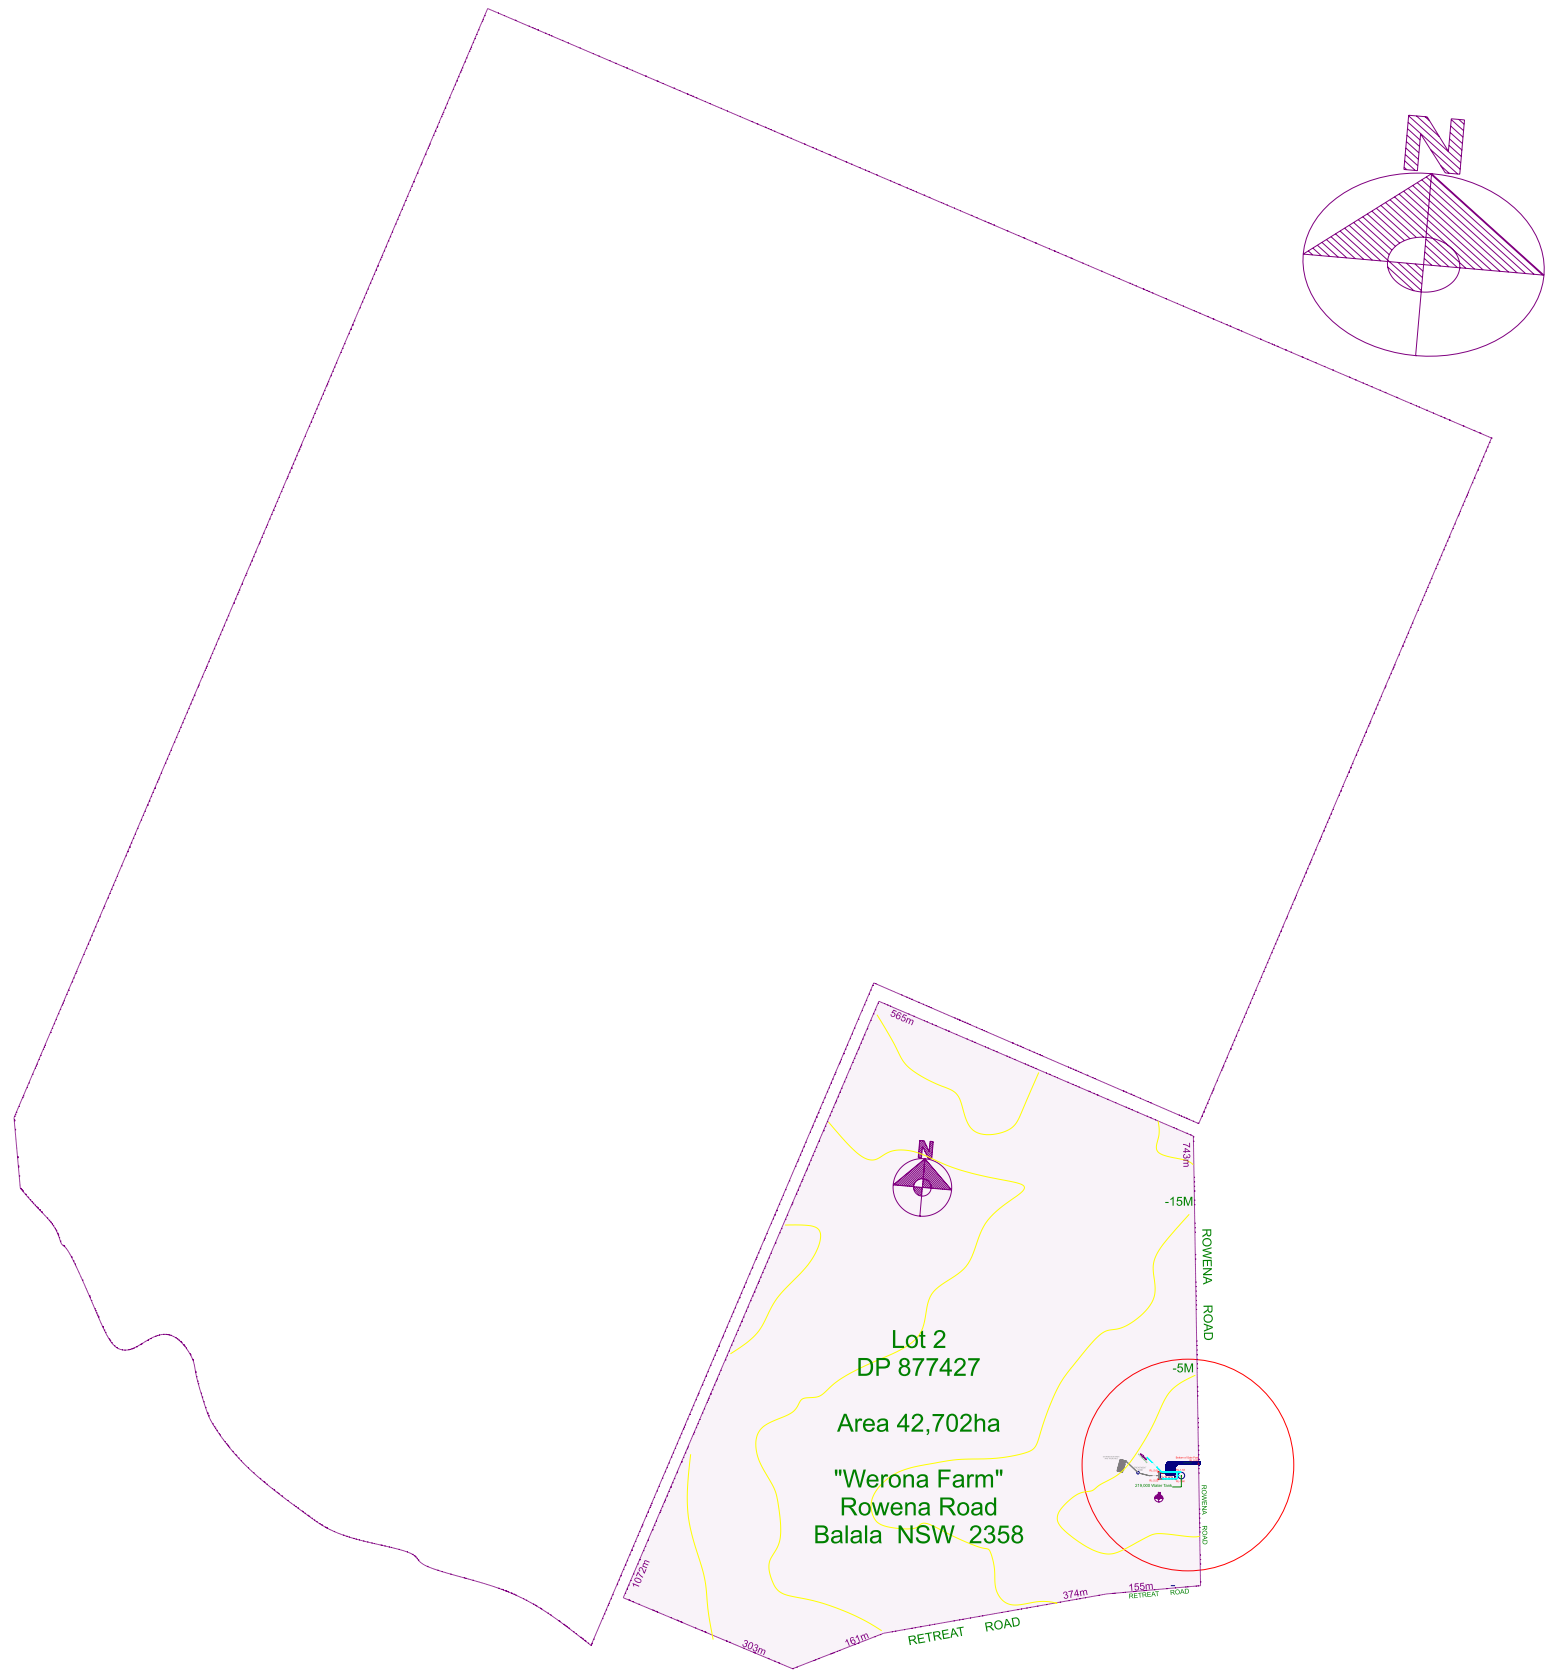 N
565m
743m
N
-15M
ROWENA ROAD
Lot 2
DP 877427
-5M
Area 42,702ha
"Werona Farm"
Rowena Road
Balala NSW 2358
ROWENA ROAD
1072m
155m
374m
RETREAT ROAD
RETREAT ROAD
161m
303m